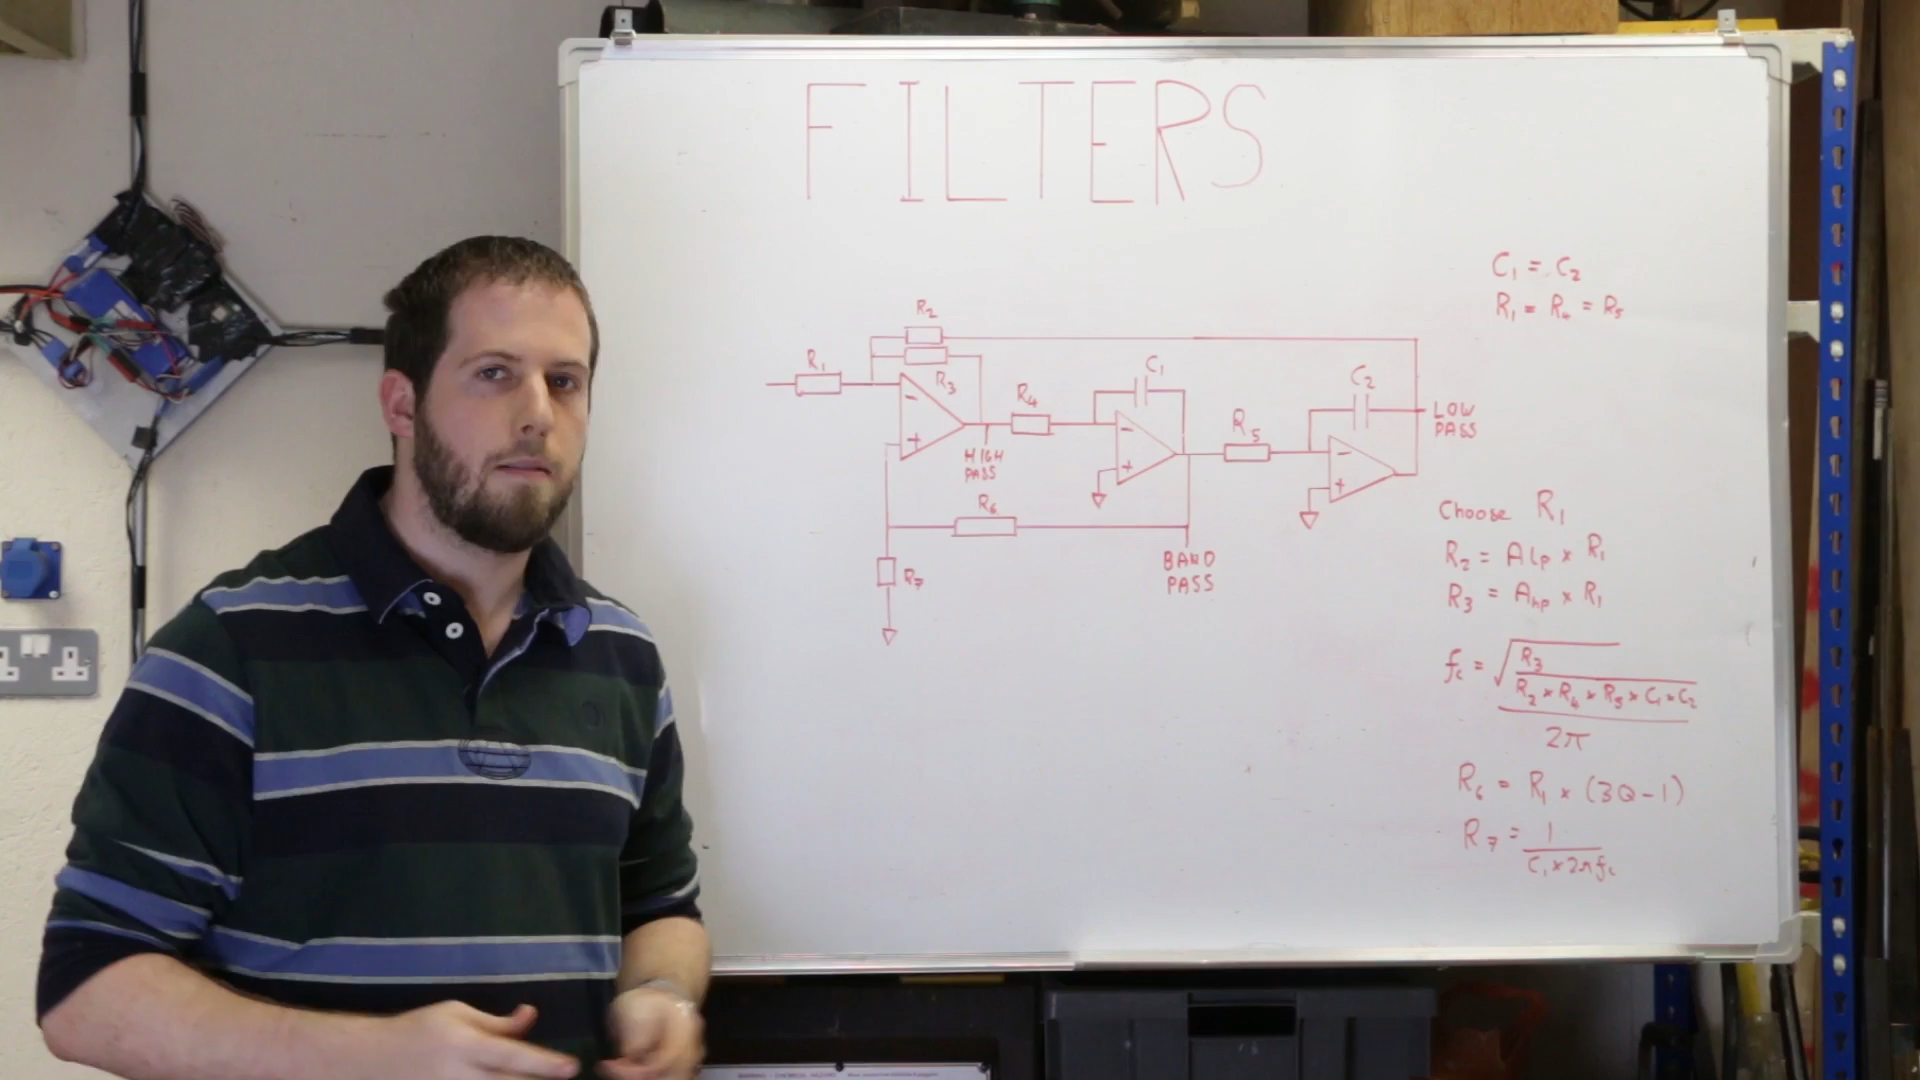 FILTERS
C₁ = C₂
R₁ = R₄ = R₅
R₂
R₁
R₃
R₄
C₁
C₂
R₅
LOW
PASS
HIGH
PASS
R₆
R₇
BAND
PASS
Choose R₁
R₂ = Alp × R₁
R₃ = Ahp × R₁
fc = √(R₃ / (R₂ × R₄ × R₅ × C₁ × C₂)) / 2π
R₆ = R₁ × (3Q-1)
R₇ = 1 / (C₁ × 2πfc)